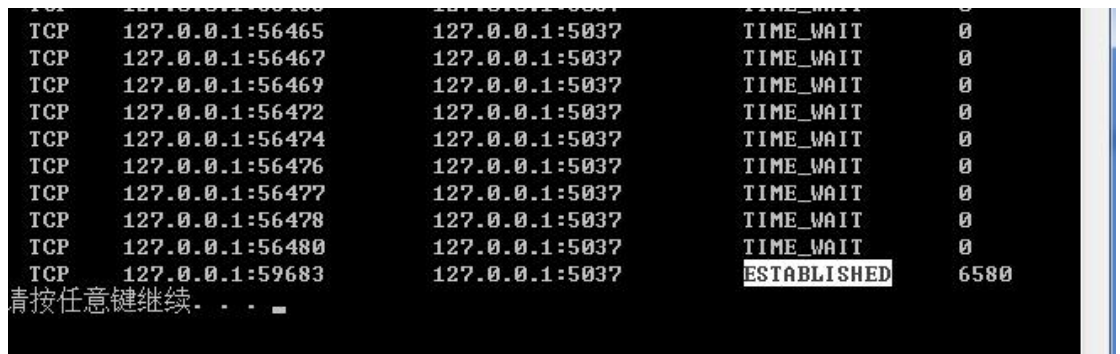 TCP 127.0.0.1:56465 127.0.0.1:5037 TIME_WAIT 0
TCP 127.0.0.1:56467 127.0.0.1:5037 TIME_WAIT 0
TCP 127.0.0.1:56469 127.0.0.1:5037 TIME_WAIT 0
TCP 127.0.0.1:56472 127.0.0.1:5037 TIME_WAIT 0
TCP 127.0.0.1:56474 127.0.0.1:5037 TIME_WAIT 0
TCP 127.0.0.1:56476 127.0.0.1:5037 TIME_WAIT 0
TCP 127.0.0.1:56477 127.0.0.1:5037 TIME_WAIT 0
TCP 127.0.0.1:56478 127.0.0.1:5037 TIME_WAIT 0
TCP 127.0.0.1:56480 127.0.0.1:5037 TIME_WAIT 0
TCP 127.0.0.1:59683 127.0.0.1:5037 ESTABLISHED 6580
请按任意键继续. . .